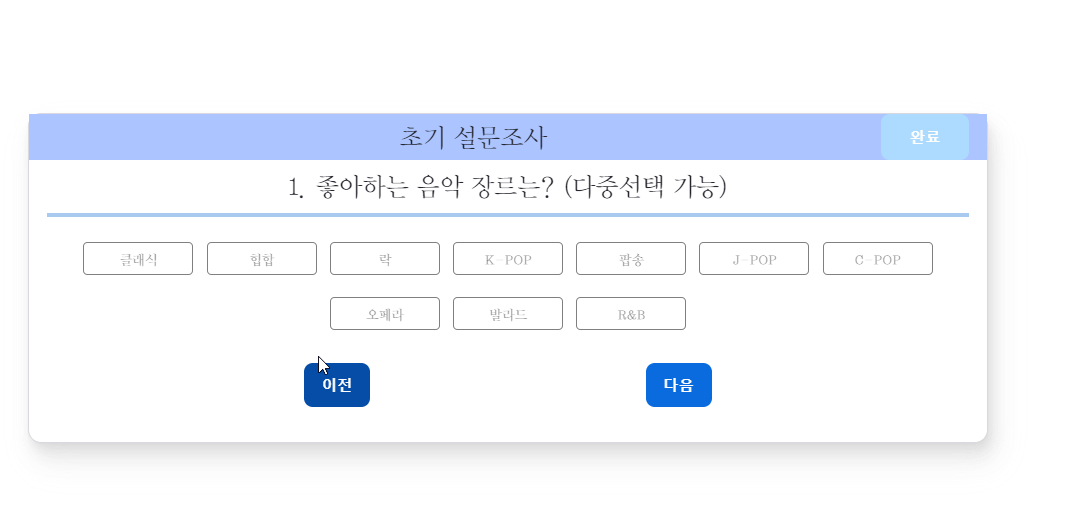 초기 설문조사 완료
1. 좋아하는 음악 장르는? (다중선택 가능)
클래식 힙합 락 K-POP 팝송 J-POP C-POP
오페라 발라드 R&B
이전 다음